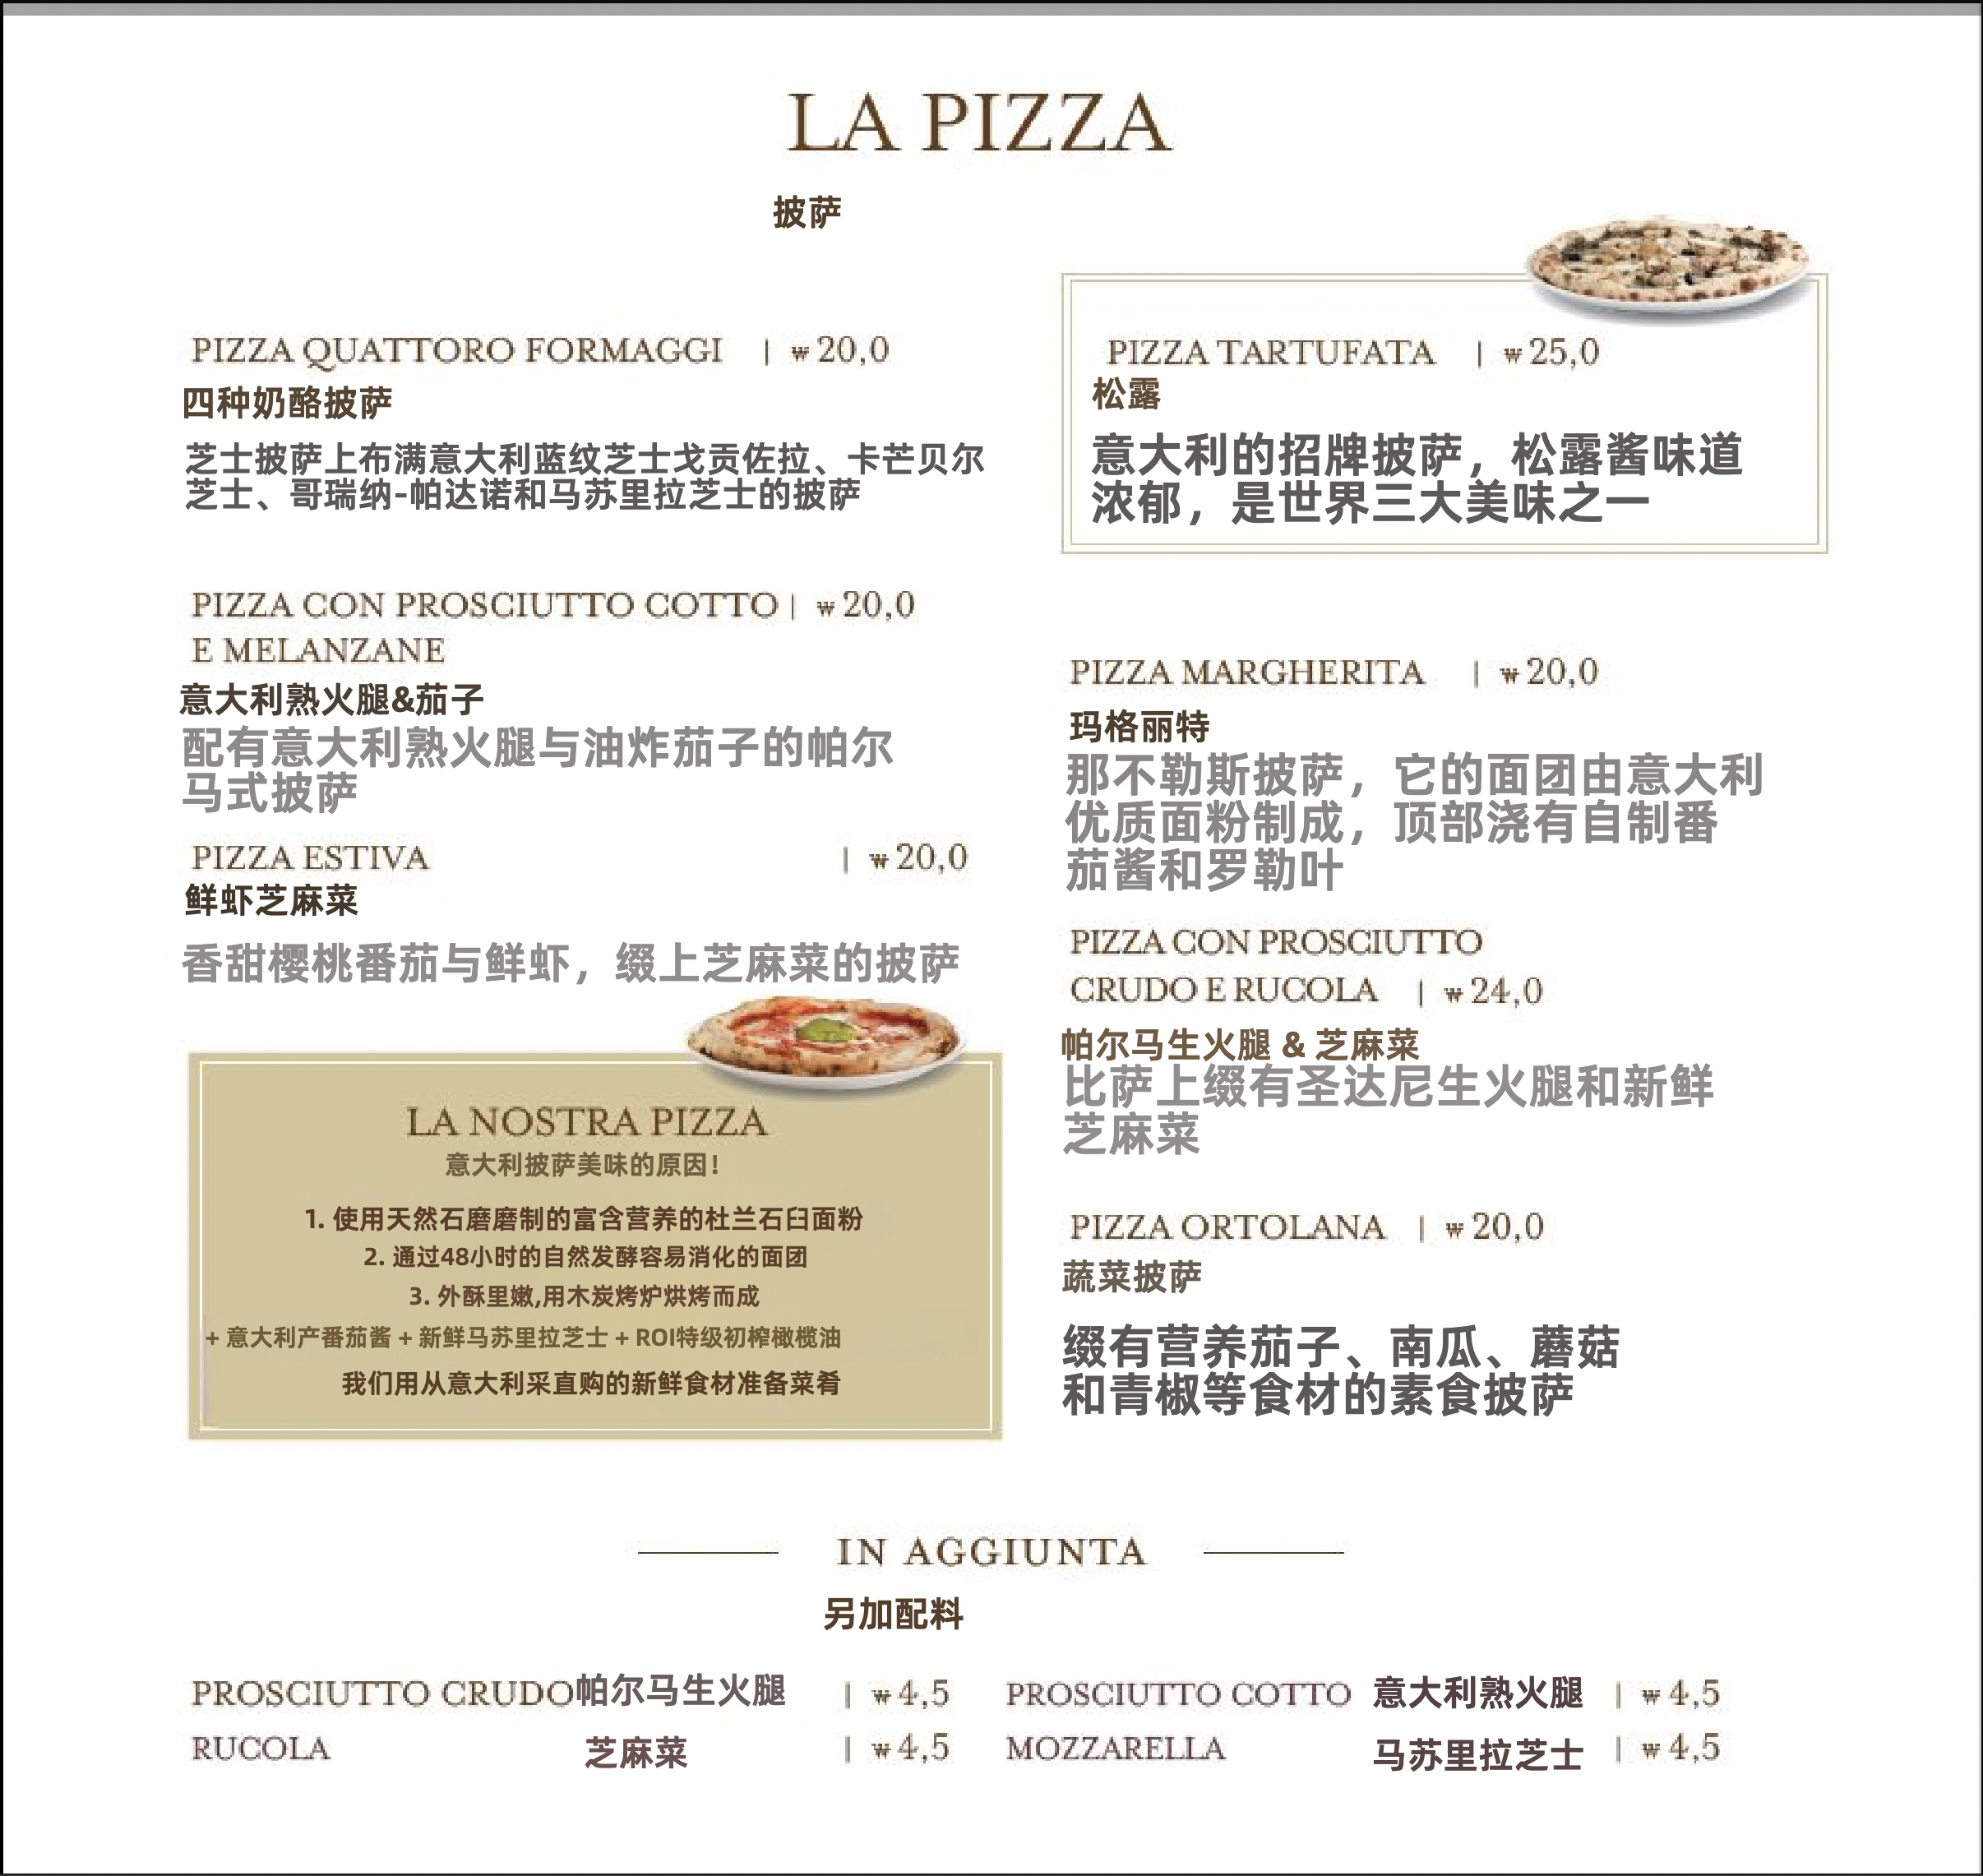 LA PIZZA
披萨
PIZZA QUATTORO FORMAGGI | ₩20,0
四种奶酪披萨
芝士披萨上布满意大利蓝纹芝士戈贡佐拉、卡芒贝尔
芝士、哥瑞纳-帕达诺和马苏里拉芝士的披萨
PIZZA CON PROSCIUTTO COTTO | ₩20,0
E MELANZANE
意大利熟火腿&茄子
配有意大利熟火腿与油炸茄子的帕尔
马式披萨
PIZZA ESTIVA | ₩20,0
鲜虾芝麻菜
香甜樱桃番茄与鲜虾，缀上芝麻菜的披萨
LA NOSTRA PIZZA
意大利披萨美味的原因！
1. 使用天然石磨磨制的富含营养的杜兰石臼面粉
2. 通过48小时的自然发酵容易消化的面团
3. 外酥里嫩,用木炭烤炉烘烤而成
+ 意大利产番茄酱 + 新鲜马苏里拉芝士 + ROI特级初榨橄榄油
我们用从意大利采直购的新鲜食材准备菜肴
PIZZA TARTUFATA | ₩25,0
松露
意大利的招牌披萨，松露酱味道
浓郁，是世界三大美味之一
PIZZA MARGHERITA | ₩20,0
玛格丽特
那不勒斯披萨，它的面团由意大利
优质面粉制成，顶部浇有自制番
茄酱和罗勒叶
PIZZA CON PROSCIUTTO
CRUDO E RUCOLA | ₩24,0
帕尔马生火腿 & 芝麻菜
比萨上缀有圣达尼生火腿和新鲜
芝麻菜
PIZZA ORTOLANA | ₩20,0
蔬菜披萨
缀有营养茄子、南瓜、蘑菇
和青椒等食材的素食披萨
IN AGGIUNTA
另加配料
PROSCIUTTO CRUDO帕尔马生火腿 | ₩4,5 PROSCIUTTO COTTO 意大利熟火腿 | ₩4,5
RUCOLA 芝麻菜 | ₩4,5 MOZZARELLA 马苏里拉芝士 | ₩4,5